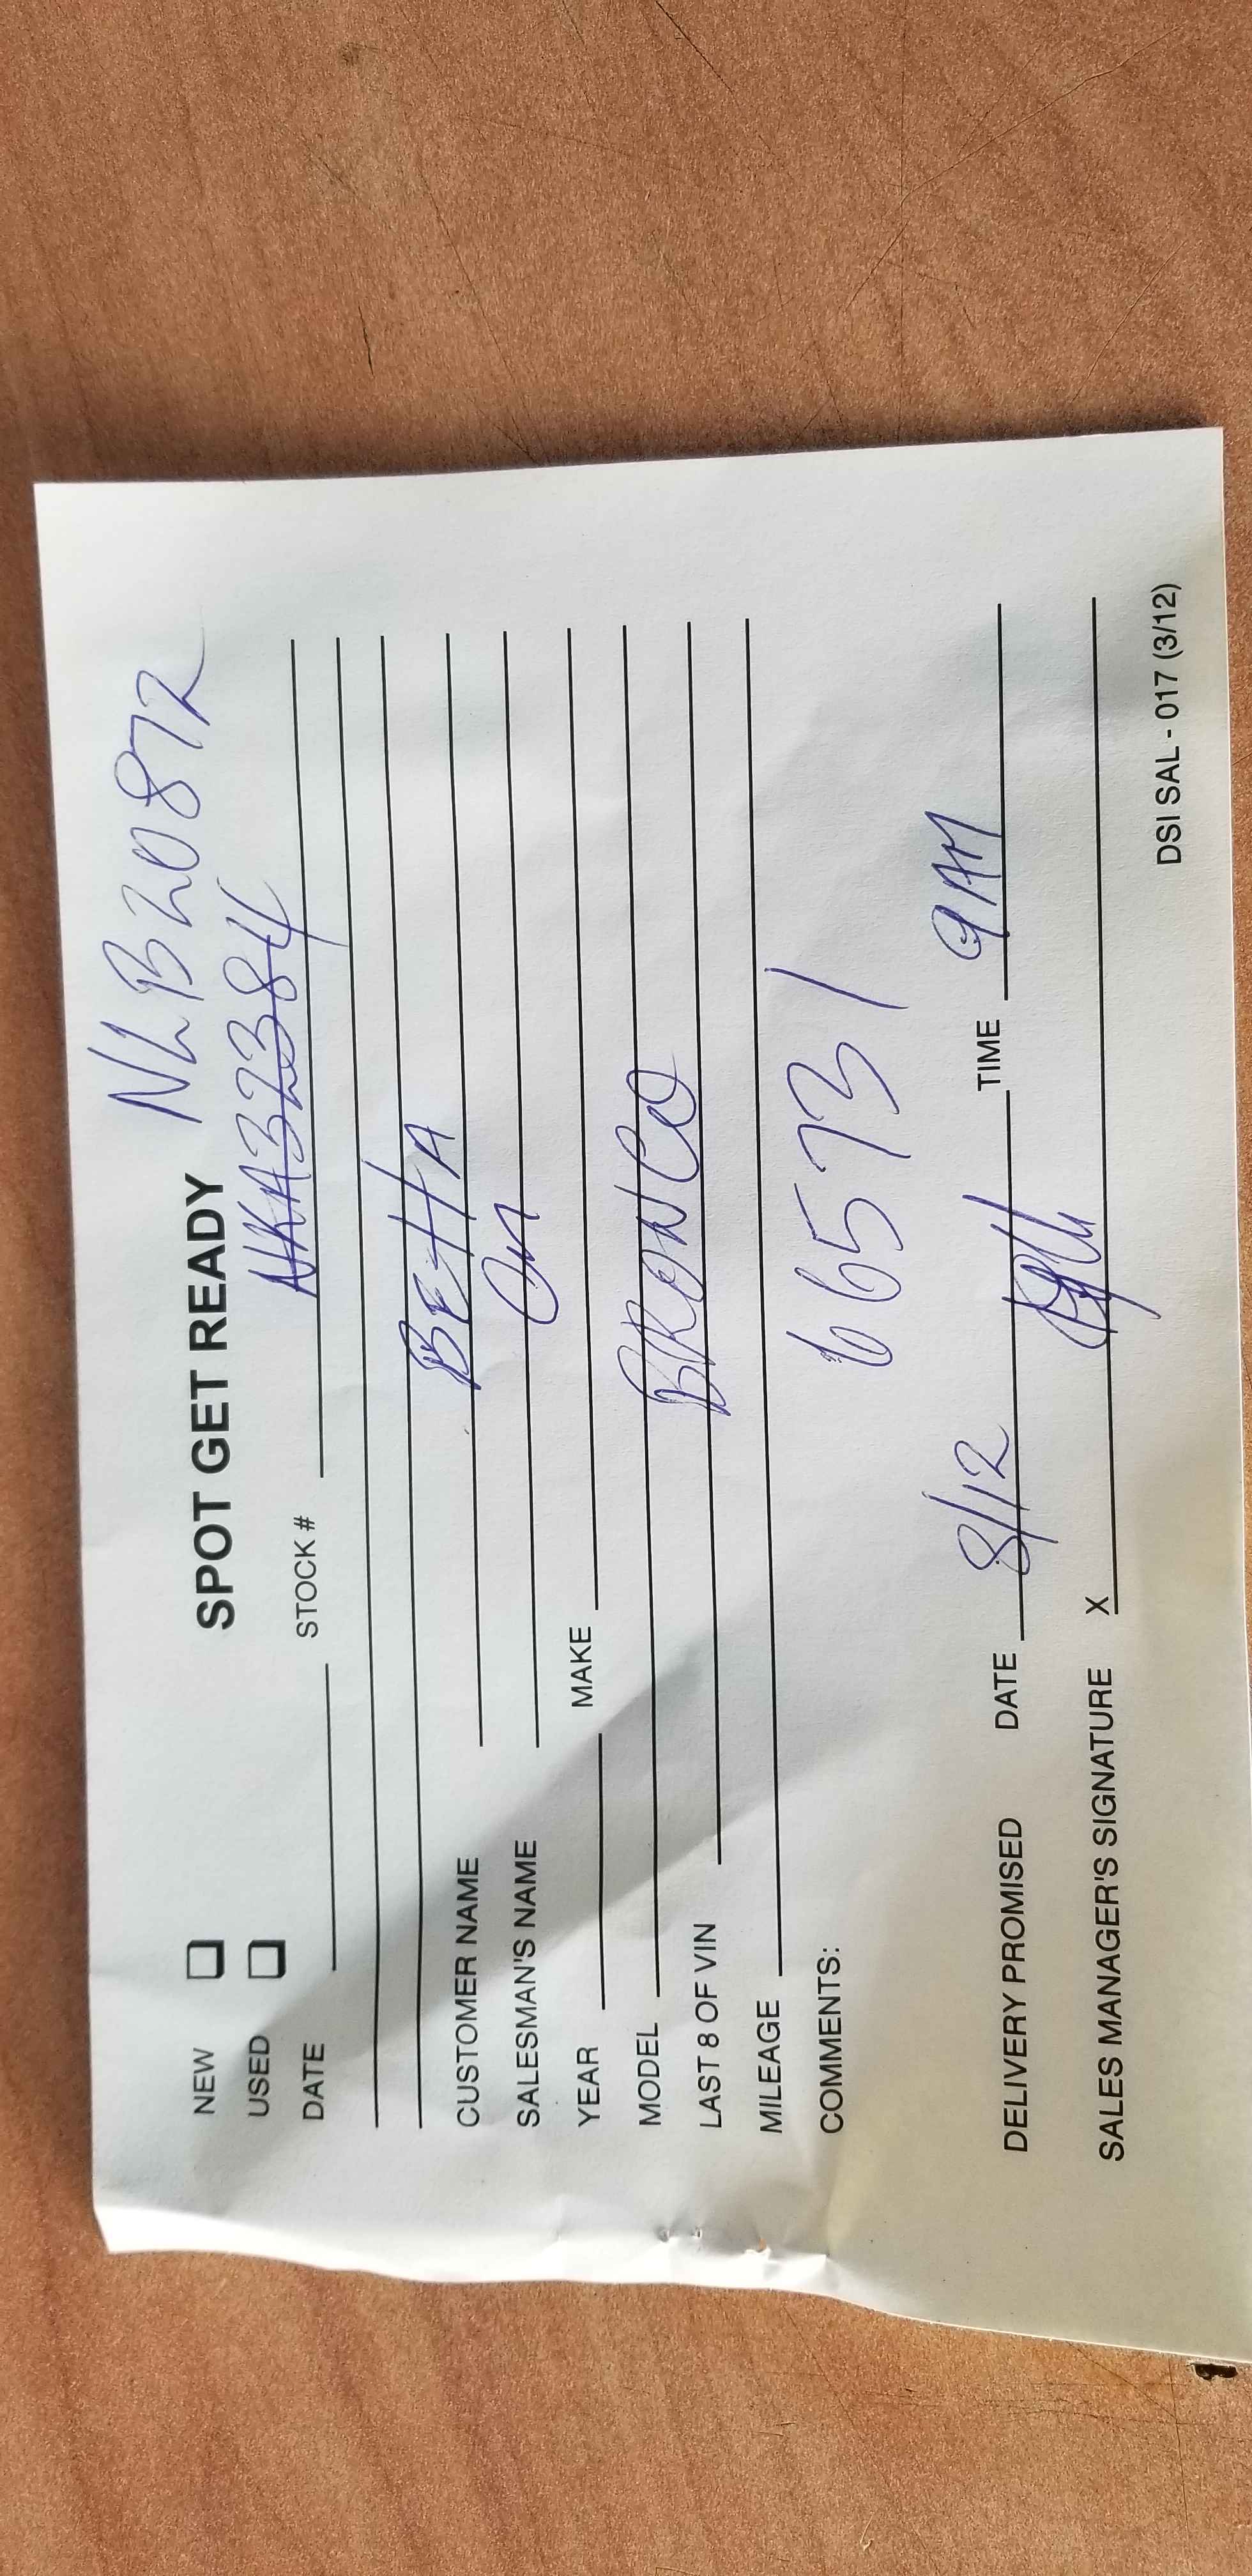 NLB20872
NEW ☐ SPOT GET READY
USED ☐
DATE STOCK # NKA32384
CUSTOMER NAME BETTA
SALESMAN'S NAME
YEAR MAKE
MODEL BRONCO
LAST 8 OF VIN
MILEAGE
COMMENTS: 665731
DELIVERY PROMISED DATE 8/12 TIME 9AM
SALES MANAGER'S SIGNATURE X
DSI SAL - 017 (3/12)